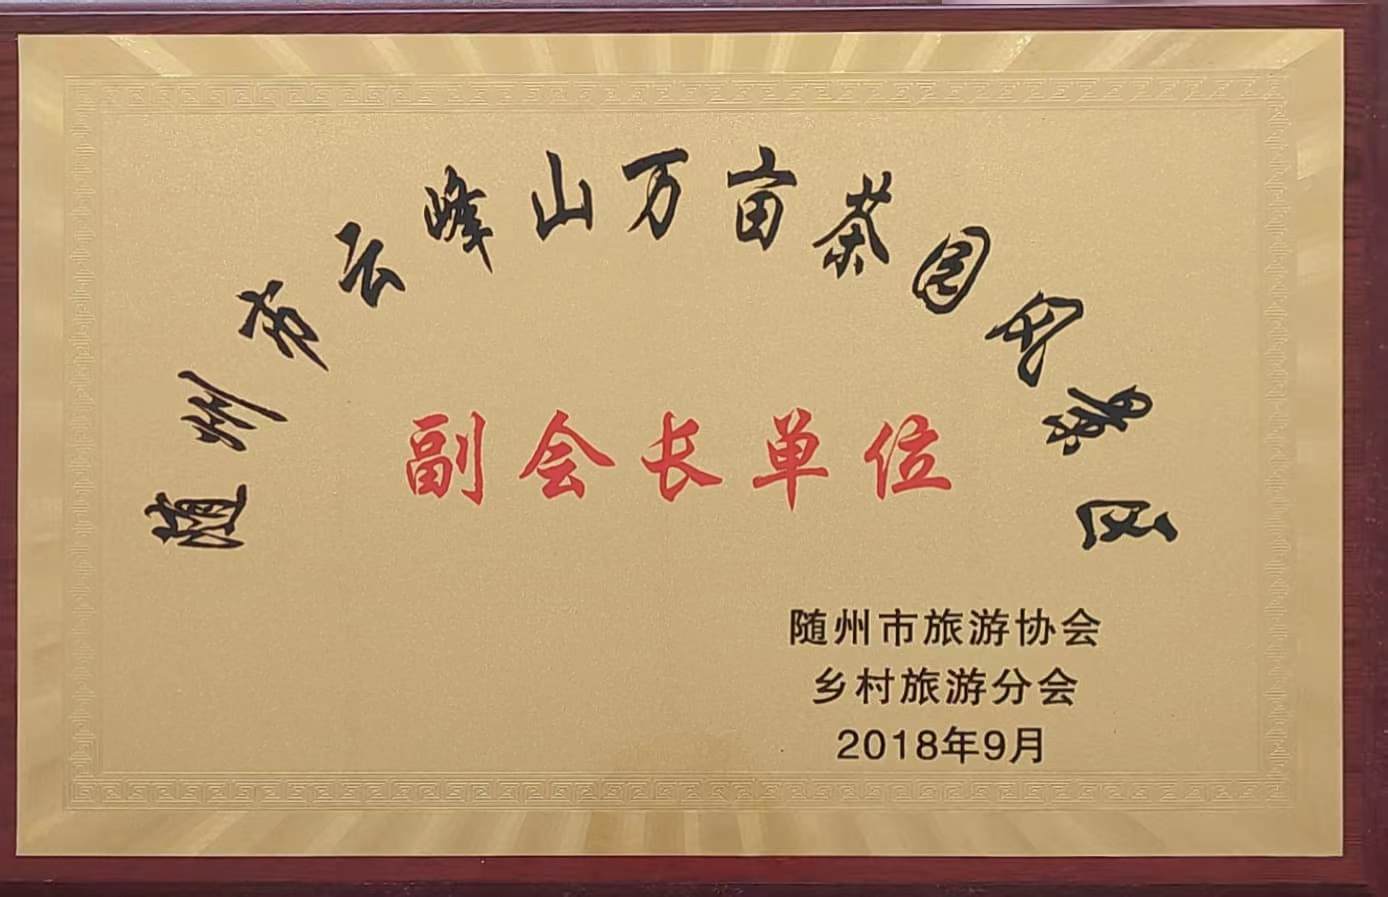 随州市云峰山万亩茶园风景区
副会长单位
随州市旅游协会
乡村旅游分会
2018年9月